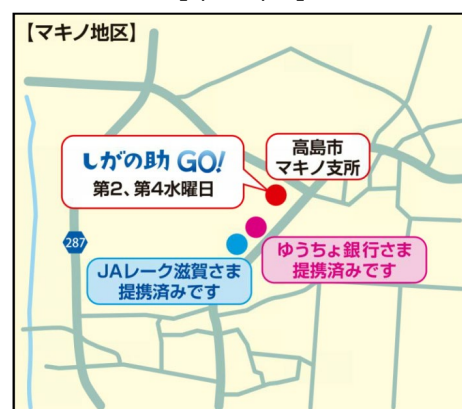 【マキノ地区】
しがの助 GO!
第2、第4水曜日
高島市
マキノ支所
287
ゆうちょ銀行さま
提携済みです
JAレーク滋賀さま
提携済みです